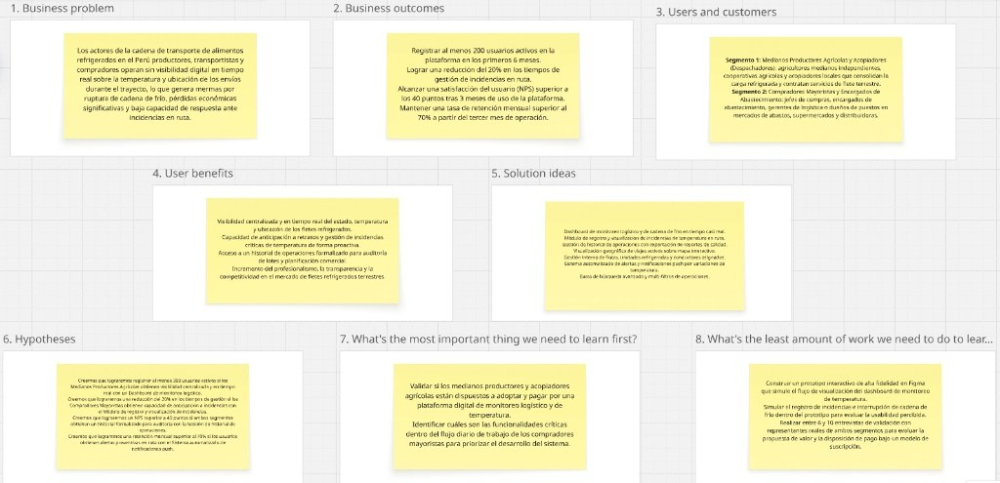 1. Business problem
Los actores de la cadena de transporte de alimentos
refrigerados en el Perú productores, transportistas y
compradores operan sin visibilidad digital en tiempo
real sobre la temperatura y ubicación de los envíos
durante el trayecto, lo que genera mermas por
ruptura de cadena de frío, pérdidas económicas
significativas y baja capacidad de respuesta ante
incidencias en ruta.
2. Business outcomes
Registrar al menos 200 usuarios activos en la
plataforma en los primeros 6 meses.
Lograr una reducción del 20% en los tiempos de
gestión de incidencias en ruta.
Alcanzar una satisfacción del usuario (NPS) superior a
los 40 puntos tras 3 meses de uso de la plataforma.
Mantener una tasa de retención mensual superior al
70% a partir del tercer mes de operación.
3. Users and customers
Segmento 1: Medianos Productores Agrícolas y Acopiadores
(Despachadores): agricultores medianos independientes,
cooperativas agrícolas y acopiadores locales que consolidan la
carga refrigerada y contratan servicios de flete terrestre.
Segmento 2: Compradores Mayoristas y Encargados de
Abastecimiento: jefes de compras, encargados de
abastecimiento, gerentes de logística o dueños de puestos en
mercados de abastos, supermercados y distribuidoras.
4. User benefits
Visibilidad centralizada y en tiempo real del estado, temperatura
y ubicación de los fletes refrigerados.
Capacidad de anticipación a retrasos y gestión de incidencias
críticas de temperatura de forma proactiva.
Acceso a un historial de operaciones formalizado para auditoría
de lotes y planificación comercial.
Incremento del profesionalismo, la transparencia y la
competitividad en el mercado de fletes refrigerados terrestres.
5. Solution ideas
Dashboard de monitoreo logístico y de cadena de frío en tiempo casi real.
Módulo de registro y visualización de incidencias de temperatura en ruta.
Gestión de historial de operaciones con exportación de reportes de calidad.
Visualización geográfica de viajes activos sobre mapa interactivo.
Gestión interna de flotas, unidades refrigeradas y conductores asignados.
Sistema automatizado de alertas y notificaciones push por variaciones de
temperatura.
Barra de búsqueda avanzada y multi-filtros de operaciones.
6. Hypotheses
Creemos que lograremos registrar al menos 200 usuarios activos si los
Medianos Productores Agrícolas obtienen visibilidad centralizada y en tiempo
real con un Dashboard de monitoreo logístico.
Creemos que lograremos una reducción del 20% en los tiempos de gestión si los
Compradores Mayoristas obtienen capacidad de anticipación a incidencias con
el Módulo de registro y visualización de incidencias.
Creemos que lograremos un NPS superior a 40 puntos si ambos segmentos
obtienen un historial formalizado para auditoría con la Gestión de historial de
operaciones.
Creemos que lograremos una retención mensual superior al 70% si los usuarios
obtienen alertas preventivas en ruta con el Sistema automatizado de
notificaciones push.
7. What's the most important thing we need to learn first?
Validar si los medianos productores y acopiadores
agrícolas están dispuestos a adoptar y pagar por una
plataforma digital de monitoreo logístico y de
temperatura.
Identificar cuáles son las funcionalidades críticas
dentro del flujo diario de trabajo de los compradores
mayoristas para priorizar el desarrollo del sistema.
8. What's the least amount of work we need to do to lear...
Construir un prototipo interactivo de alta fidelidad en Figma
que simule el flujo de visualización del dashboard de monitoreo
de temperatura.
Simular el registro de incidencias e interrupción de cadena de
frío dentro del prototipo para evaluar la usabilidad percibida.
Realizar entre 6 y 10 entrevistas de validación con
representantes reales de ambos segmentos para evaluar la
propuesta de valor y la disposición de pago bajo un modelo de
suscripción.